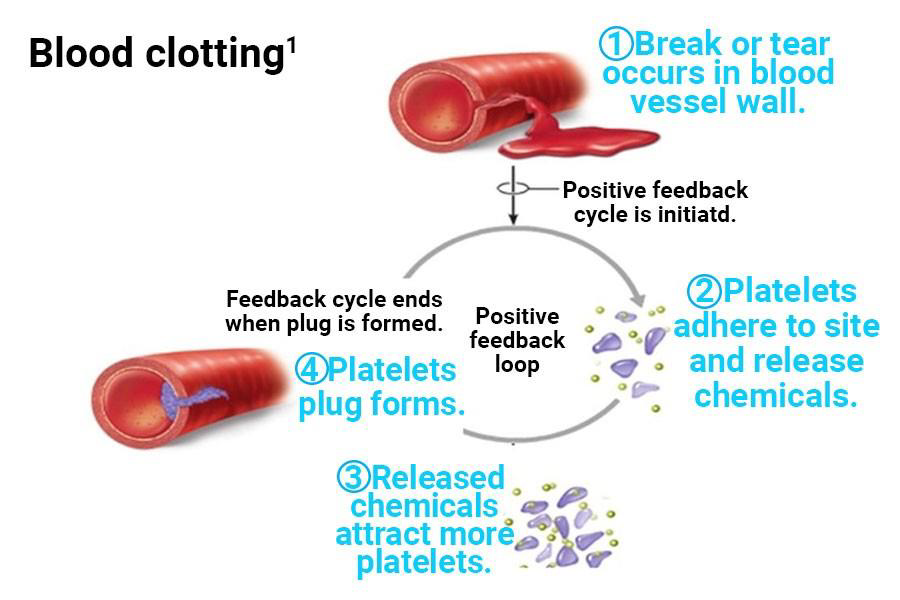 Blood clotting¹
①Break or tear
occurs in blood
vessel wall.
Positive feedback
cycle is initiatd.
②Platelets
adhere to site
and release
chemicals.
Positive
feedback
loop
③Released
chemicals
attract more
platelets.
Feedback cycle ends
when plug is formed.
④Platelets
plug forms.